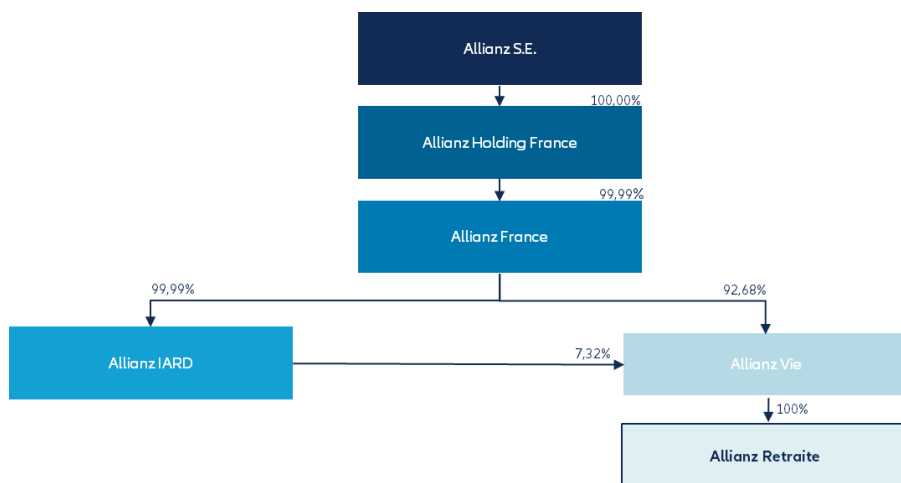 Allianz S.E.
100,00%
Allianz Holding France
99,99%
Allianz France
99,99%
92,68%
Allianz IARD
7,32%
Allianz Vie
100%
Allianz Retraite